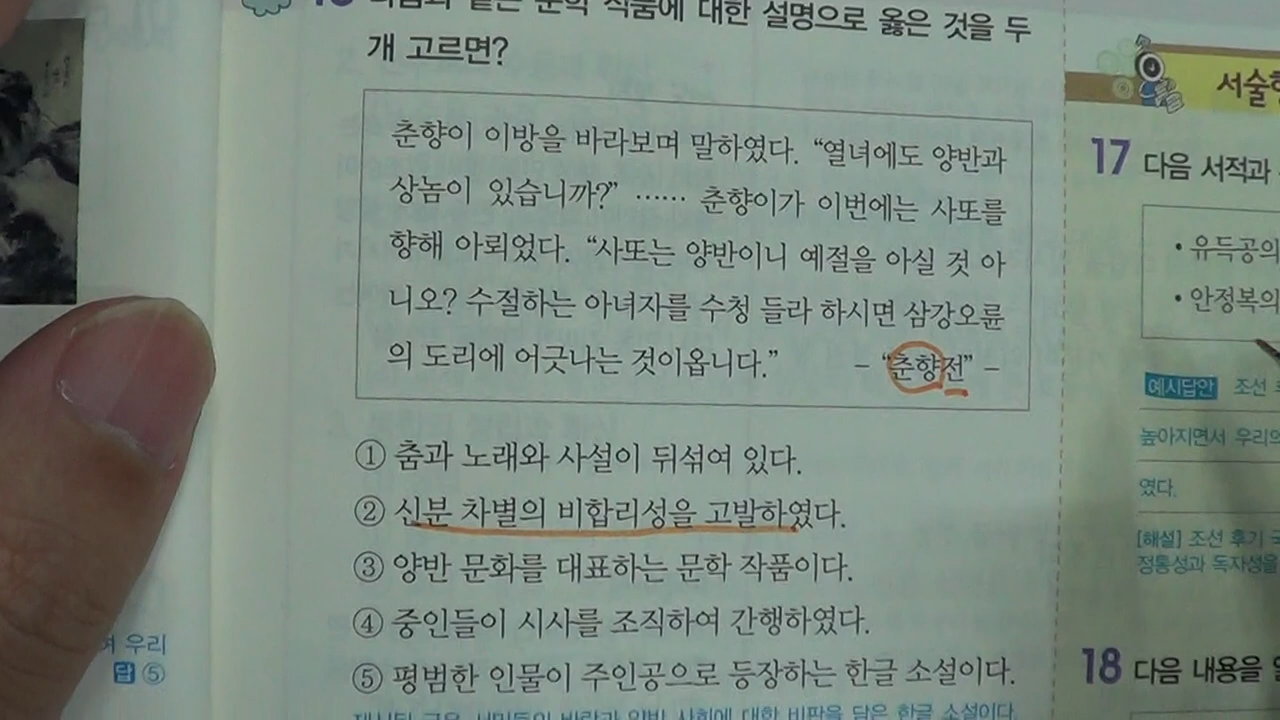 대한 설명으로 옳은 것을 두
개 고르면?
춘향이 이방을 바라보며 말하였다. “열녀에도 양반과
상놈이 있습니까?” …… 춘향이가 이번에는 사또를
향해 아뢰었다. “사또는 양반이니 예절을 아실 것 아
니오? 수절하는 아녀자를 수청 들라 하시면 삼강오륜
의 도리에 어긋나는 것이옵니다.”
– “춘향전” –
① 춤과 노래와 사설이 뒤섞여 있다.
② 신분 차별의 비합리성을 고발하였다.
③ 양반 문화를 대표하는 문학 작품이다.
④ 중인들이 시사를 조직하여 간행하였다.
⑤ 평범한 인물이 주인공으로 등장하는 한글 소설이다.
우리
답 ⑤
17 다음 서적과
• 유득공의
• 안정복의
예시답안 조선
높아지면서 우리의
였다.
[해설] 조선 후기
정통성과 독자성을
18 다음 내용을